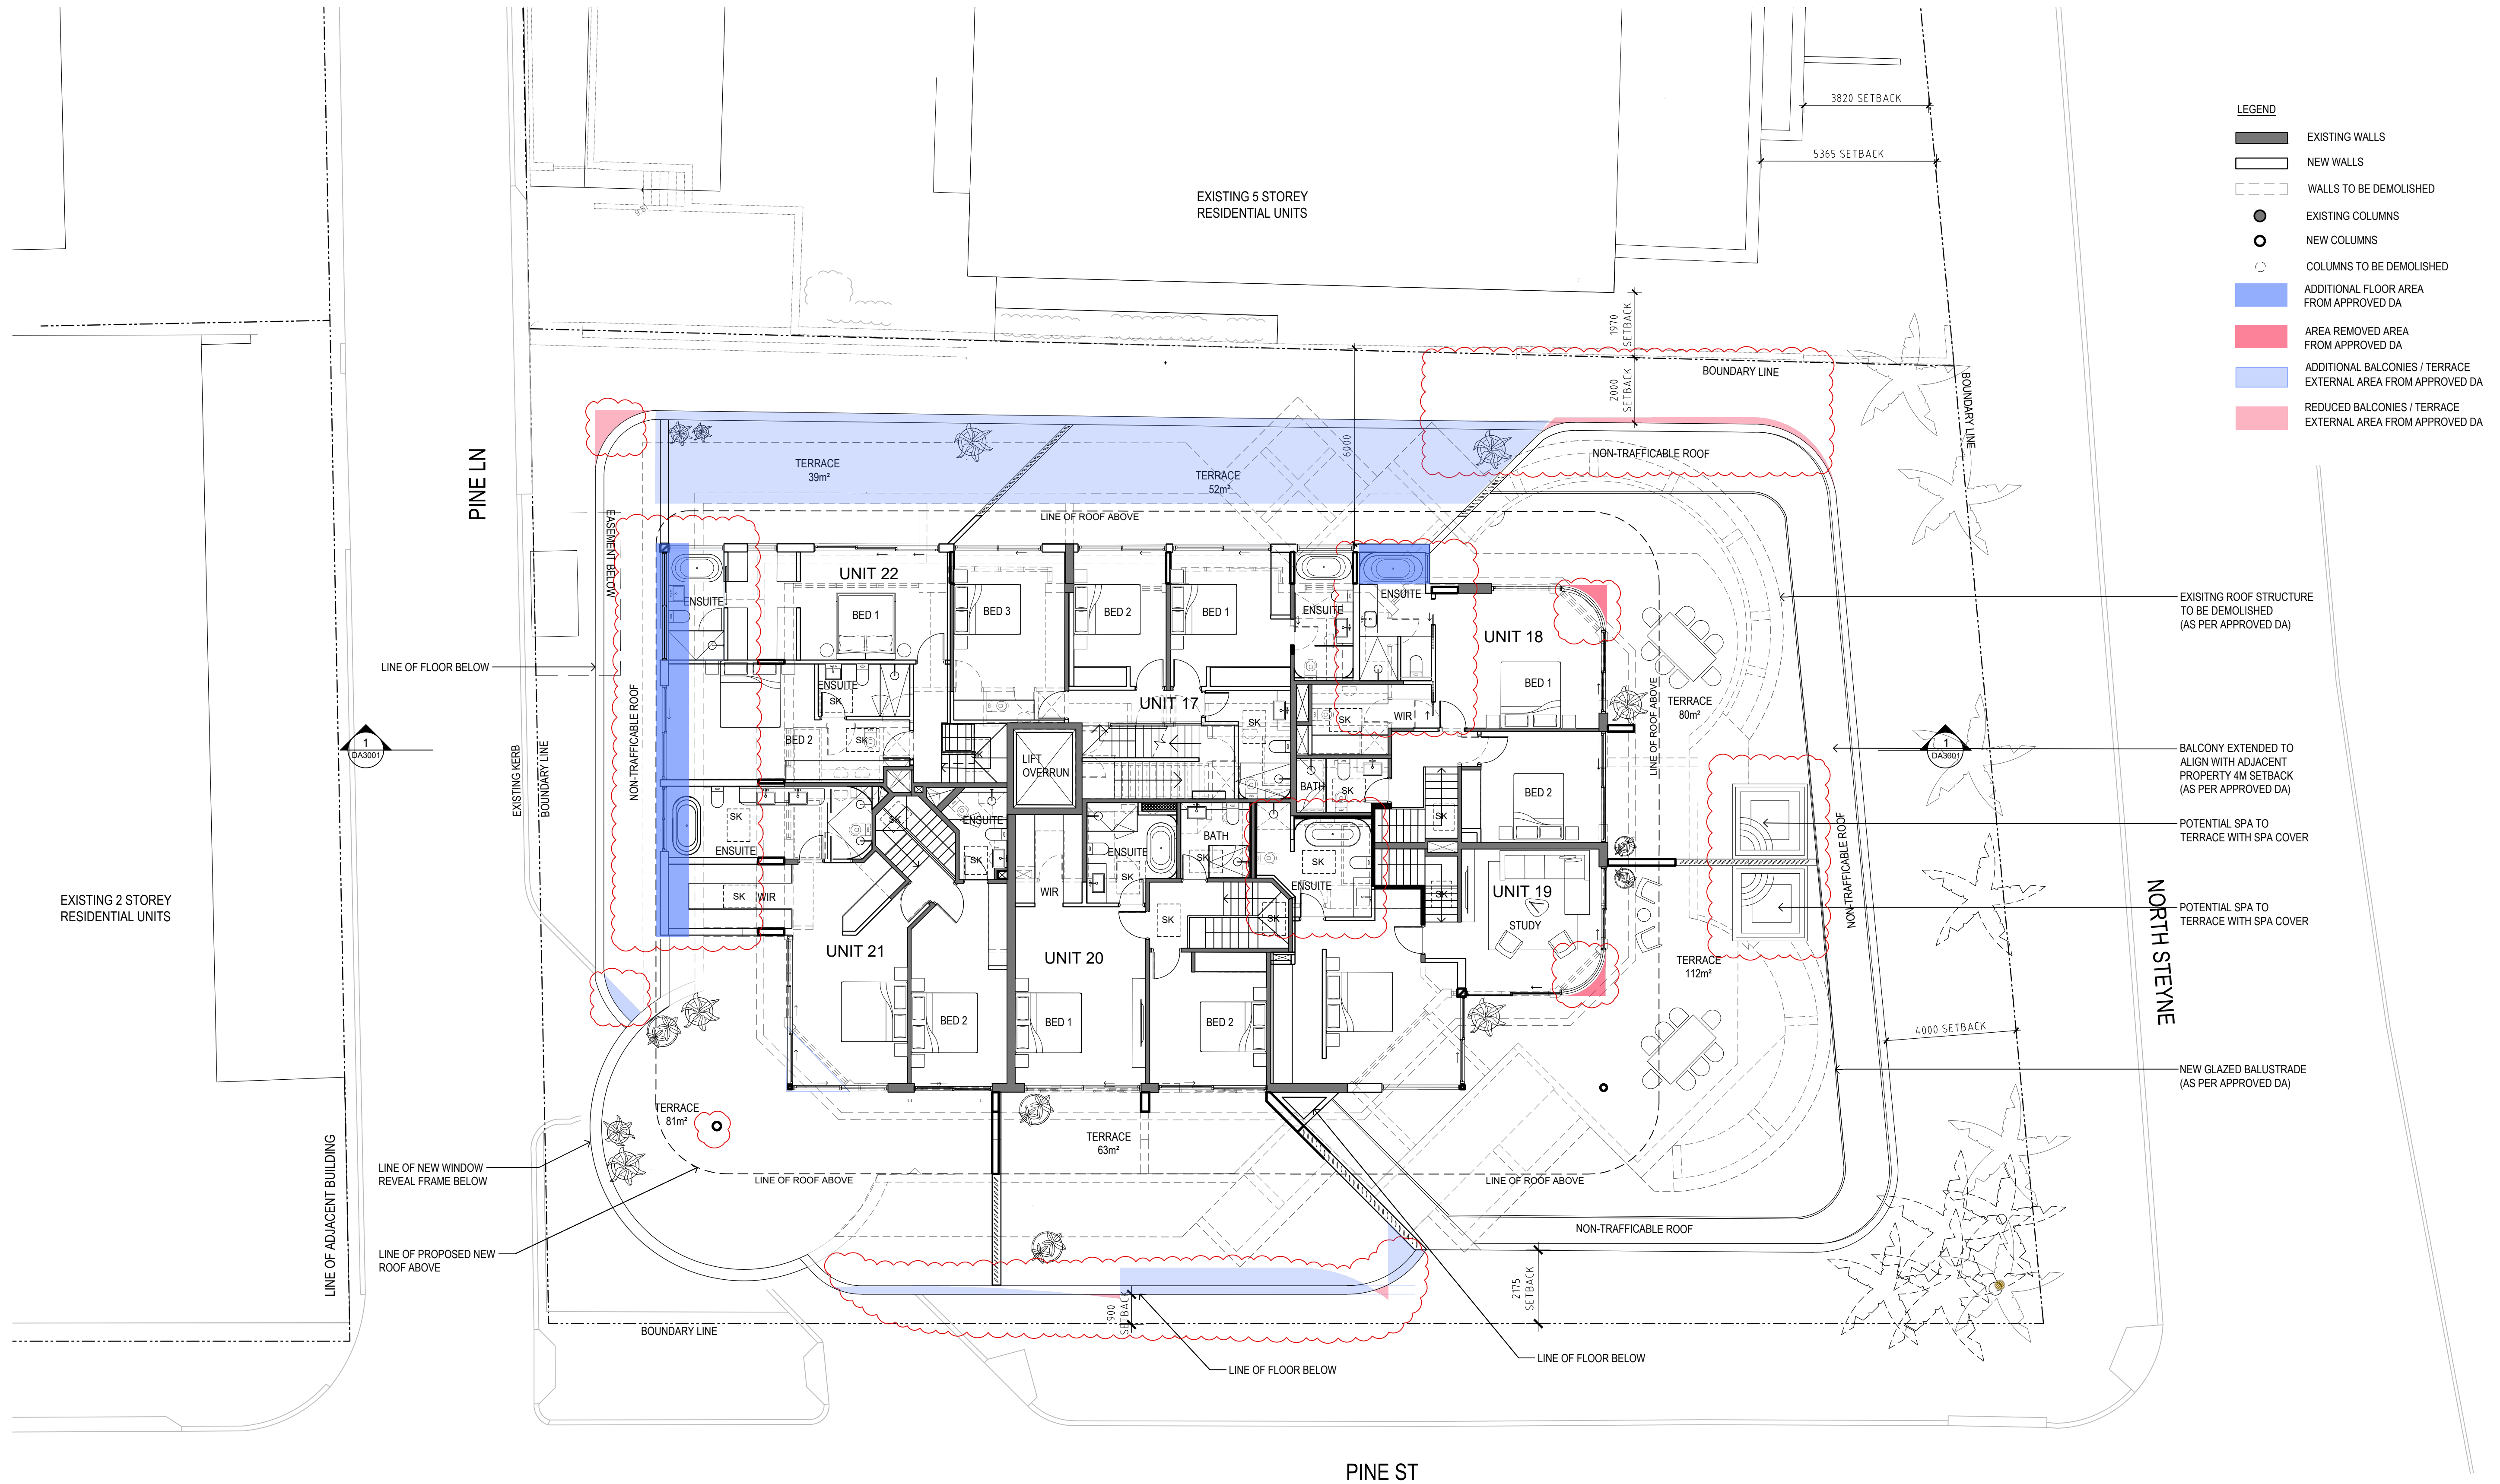 3820 SETBACK
5365 SETBACK
LEGEND
EXISTING WALLS
NEW WALLS
WALLS TO BE DEMOLISHED
EXISTING COLUMNS
NEW COLUMNS
COLUMNS TO BE DEMOLISHED
ADDITIONAL FLOOR AREA
FROM APPROVED DA
AREA REMOVED AREA
FROM APPROVED DA
ADDITIONAL BALCONIES / TERRACE
EXTERNAL AREA FROM APPROVED DA
REDUCED BALCONIES / TERRACE
EXTERNAL AREA FROM APPROVED DA
EXISTING 5 STOREY
RESIDENTIAL UNITS
9.81
1970
SETBACK
2000
SETBACK
BOUNDARY LINE
BOUNDARY LINE
6000
PINE LN
TERRACE
39m²
TERRACE
52m²
NON-TRAFFICABLE ROOF
LINE OF ROOF ABOVE
EASEMENT BELOW
UNIT 22
ENSUITE
BED 1
BED 3
BED 2
BED 1
ENSUITE
ENSUITE
UNIT 18
BED 1
EXISITNG ROOF STRUCTURE
TO BE DEMOLISHED
(AS PER APPROVED DA)
LINE OF FLOOR BELOW
NON-TRAFFICABLE ROOF
ENSUITE
SK
UNIT 17
SK
SK
WIR
LINE OF ROOF ABOVE
TERRACE
80m²
1
DA3001
EXISTING KERB
BOUNDARY LINE
BED 2
SK
SK
LIFT
OVERRUN
BATH
SK
BED 2
1
DA3001
BALCONY EXTENDED TO
ALIGN WITH ADJACENT
PROPERTY 4M SETBACK
(AS PER APPROVED DA)
SK
ENSUITE
SK
ENSUITE
SK
ENSUITE
SK
BATH
SK
SK
ENSUITE
SK
NON-TRAFFICABLE ROOF
POTENTIAL SPA TO
TERRACE WITH SPA COVER
EXISTING 2 STOREY
RESIDENTIAL UNITS
SK
WIR
WIR
SK
SK
SK
UNIT 19
STUDY
POTENTIAL SPA TO
TERRACE WITH SPA COVER
NORTH STEYNE
UNIT 21
UNIT 20
TERRACE
112m²
BED 2
BED 1
BED 2
4000 SETBACK
NEW GLAZED BALUSTRADE
(AS PER APPROVED DA)
TERRACE
81m²
TERRACE
63m²
LINE OF ADJACENT BUILDING
LINE OF NEW WINDOW
REVEAL FRAME BELOW
LINE OF ROOF ABOVE
LINE OF ROOF ABOVE
NON-TRAFFICABLE ROOF
LINE OF PROPOSED NEW
ROOF ABOVE
900
SETBACK
2175
SETBACK
BOUNDARY LINE
LINE OF FLOOR BELOW
LINE OF FLOOR BELOW
PINE ST